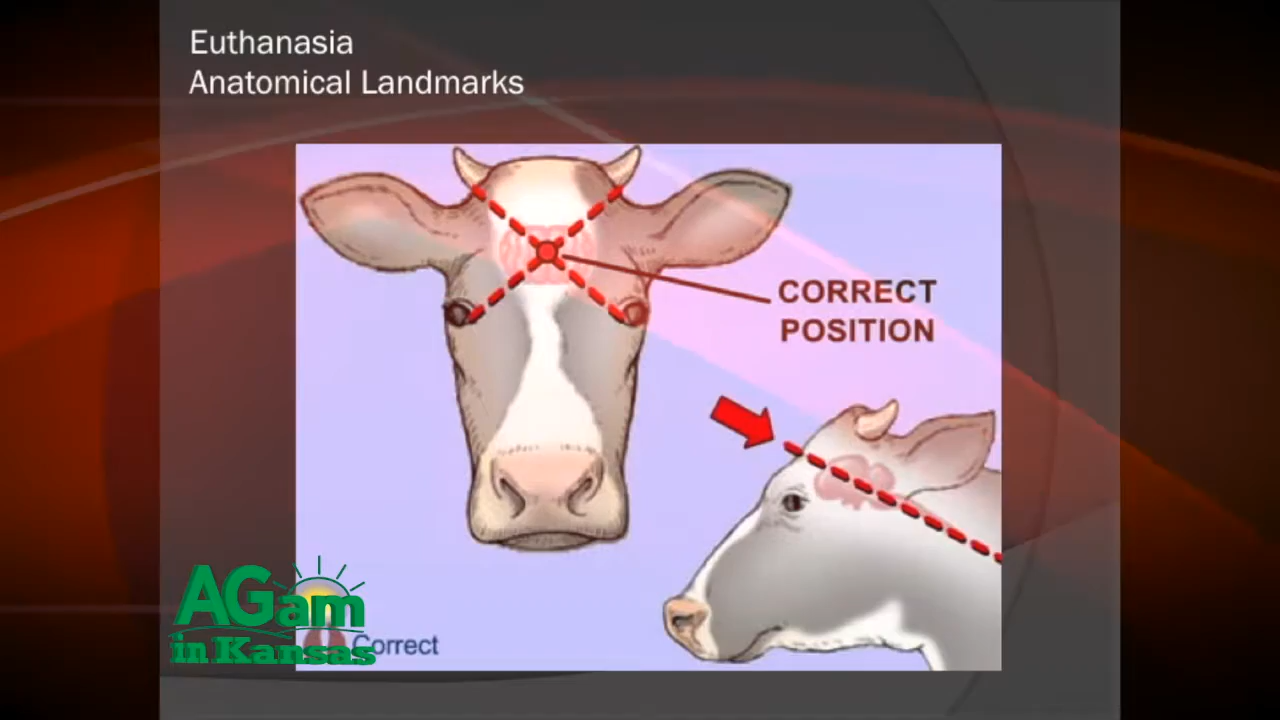 Euthanasia
Anatomical Landmarks
CORRECT
POSITION
Correct
AGam
in Kansas